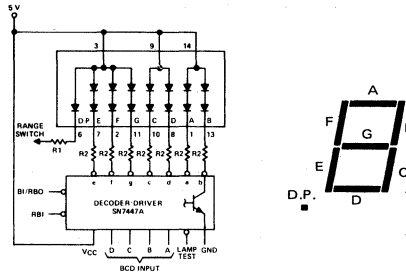 5 V
3 9 14
D P E F G C D A B
RANGE SWITCH
6 7 2 11 10 8 1 13
R1
R2 R2 R2 R2 R2 R2 R2
e f g c d a b
BI/RBO
DECODER-DRIVER
SN7447A
RBI
VCC D C B A LAMP TEST GND
BCD INPUT
A
F
G
E
C
D.P.
D